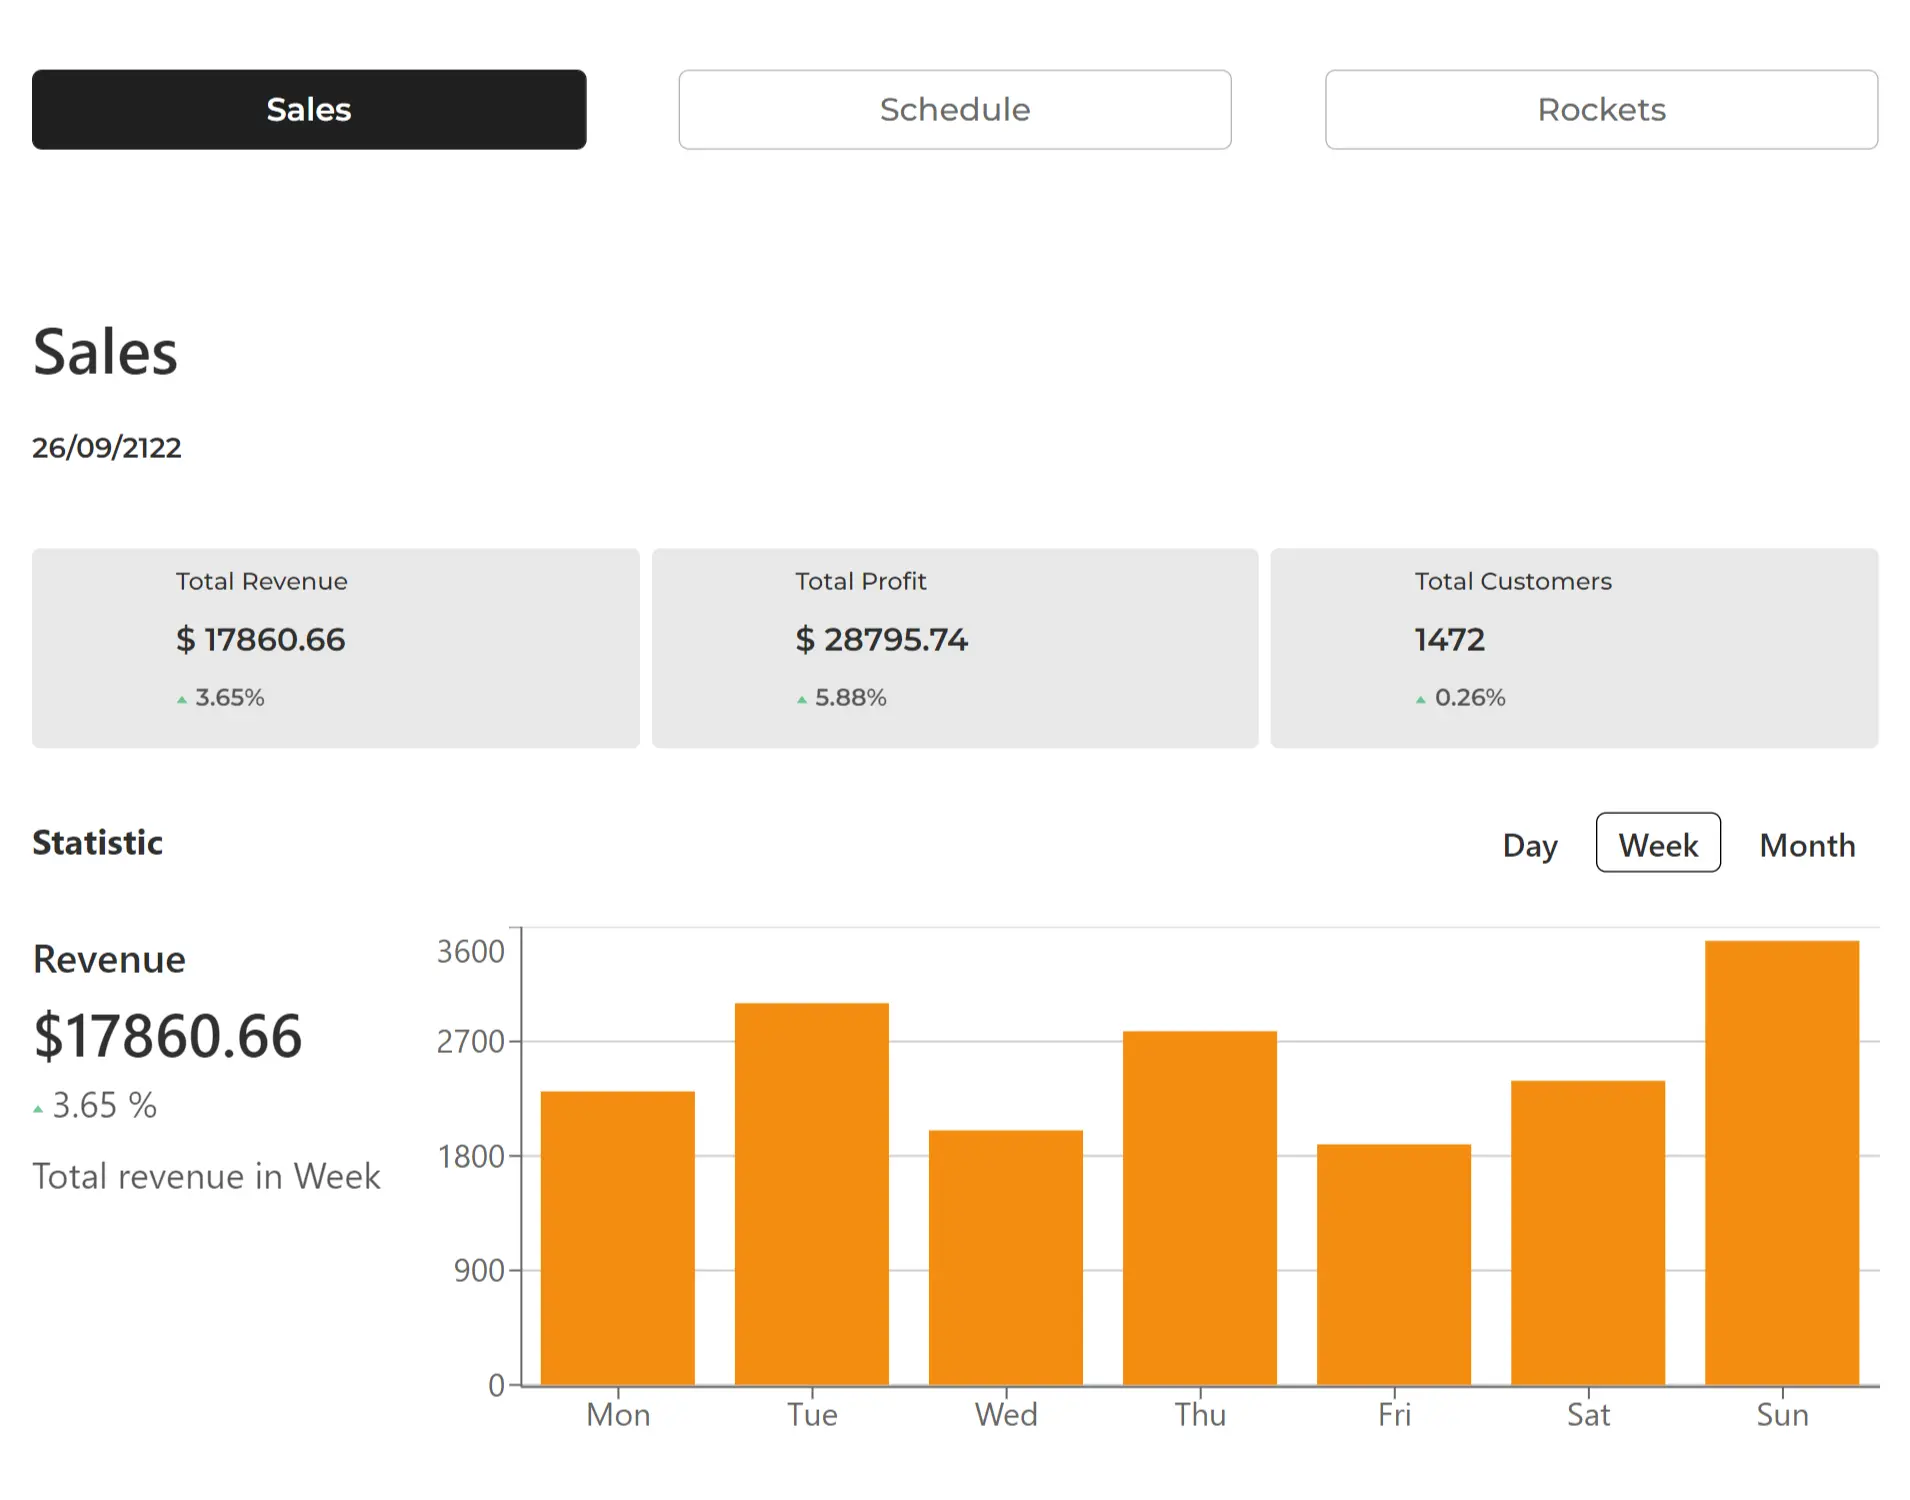 Sales
Schedule
Rockets
Sales
26/09/2122
Total Revenue
$ 17860.66
3.65%
Total Profit
$ 28795.74
5.88%
Total Customers
1472
0.26%
Statistic
Day
Week
Month
Revenue
$17860.66
3.65 %
Total revenue in Week
3600
2700
1800
900
0
Mon
Tue
Wed
Thu
Fri
Sat
Sun